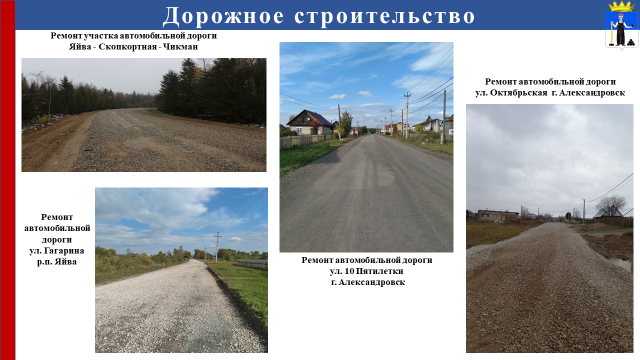 Дорожное строительство
Ремонт участка автомобильной дороги
Яйва - Скопкортная - Чикман
Ремонт автомобильной дороги
ул. Октябрьская г. Александровск
Ремонт
автомобильной
дороги
ул. Гагарина
р.п. Яйва
Ремонт автомобильной дороги
ул. 10 Пятилетки
г. Александровск